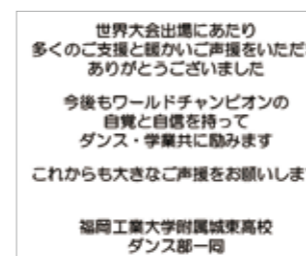 世界大会出場にあたり
多くのご支援と暖かいご声援をいただ
ありがとうございました
今後もワールドチャンピオンの
自覚と自信を持って
ダンス・学業共に励みます
これからも大きなご声援をお願いしま
福岡工業大学附属城東高校
ダンス部一同